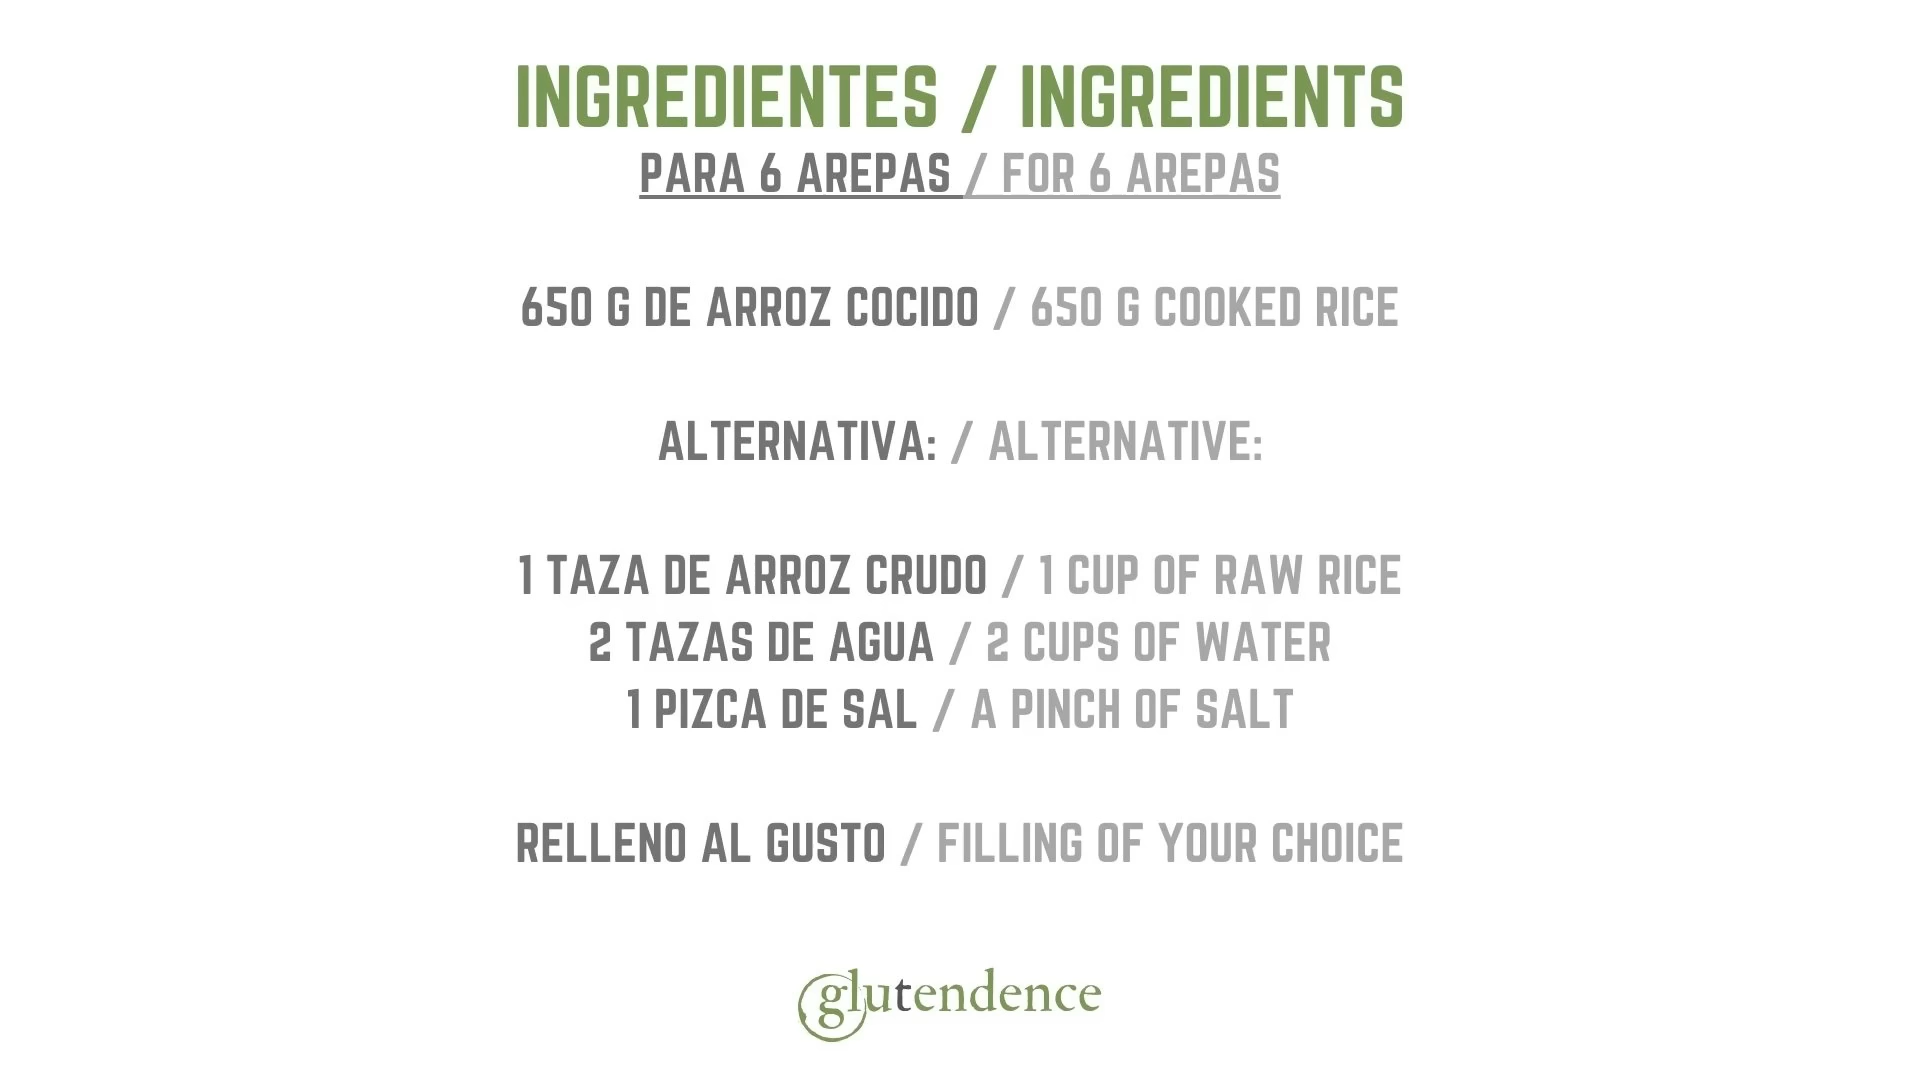 INGREDIENTES / INGREDIENTS
PARA 6 AREPAS / FOR 6 AREPAS
650 G DE ARROZ COCIDO / 650 G COOKED RICE
ALTERNATIVA: / ALTERNATIVE:
1 TAZA DE ARROZ CRUDO / 1 CUP OF RAW RICE
2 TAZAS DE AGUA / 2 CUPS OF WATER
1 PIZCA DE SAL / A PINCH OF SALT
RELLENO AL GUSTO / FILLING OF YOUR CHOICE
glutendence